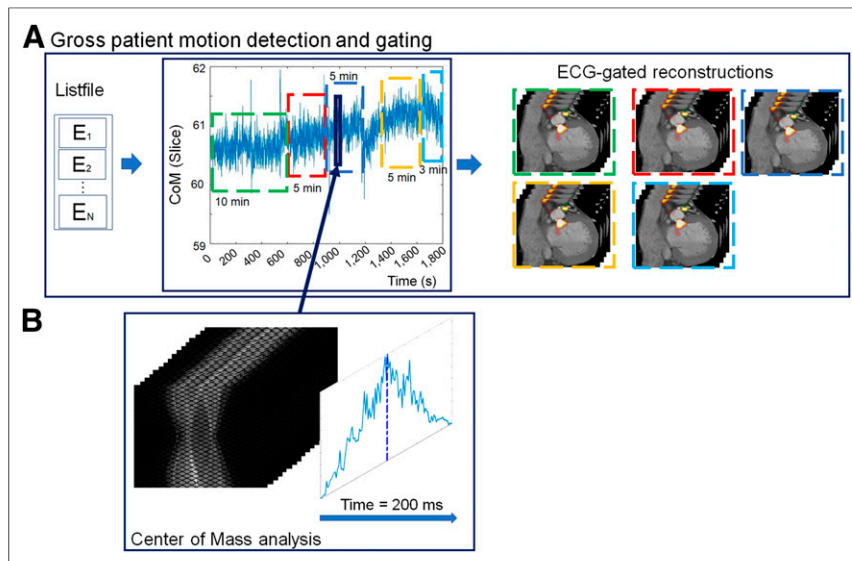 A Gross patient motion detection and gating
Listfile
E1
E2
⋮
EN
CoM (Slice)
62
61
60
59
5 min
10 min
5 min
5 min
3 min
0
200
400
600
800
1,000
1,200
1,400
1,600
1,800
Time (s)
ECG-gated reconstructions
B
Time = 200 ms
Center of Mass analysis